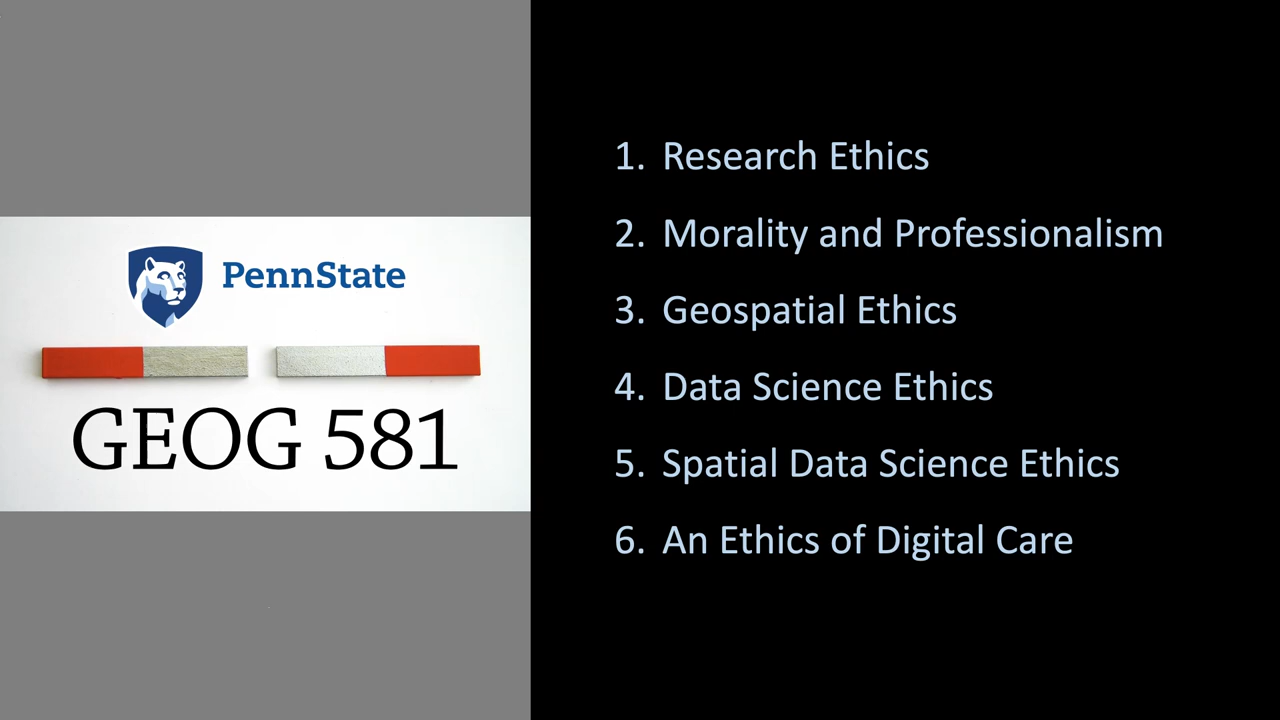 PennState
GEOG 581
1. Research Ethics
2. Morality and Professionalism
3. Geospatial Ethics
4. Data Science Ethics
5. Spatial Data Science Ethics
6. An Ethics of Digital Care